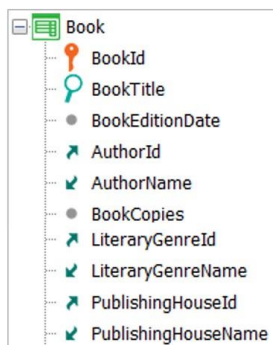 Book
BookId
BookTitle
BookEditionDate
AuthorId
AuthorName
BookCopies
LiteraryGenreId
LiteraryGenreName
PublishingHouseId
PublishingHouseName